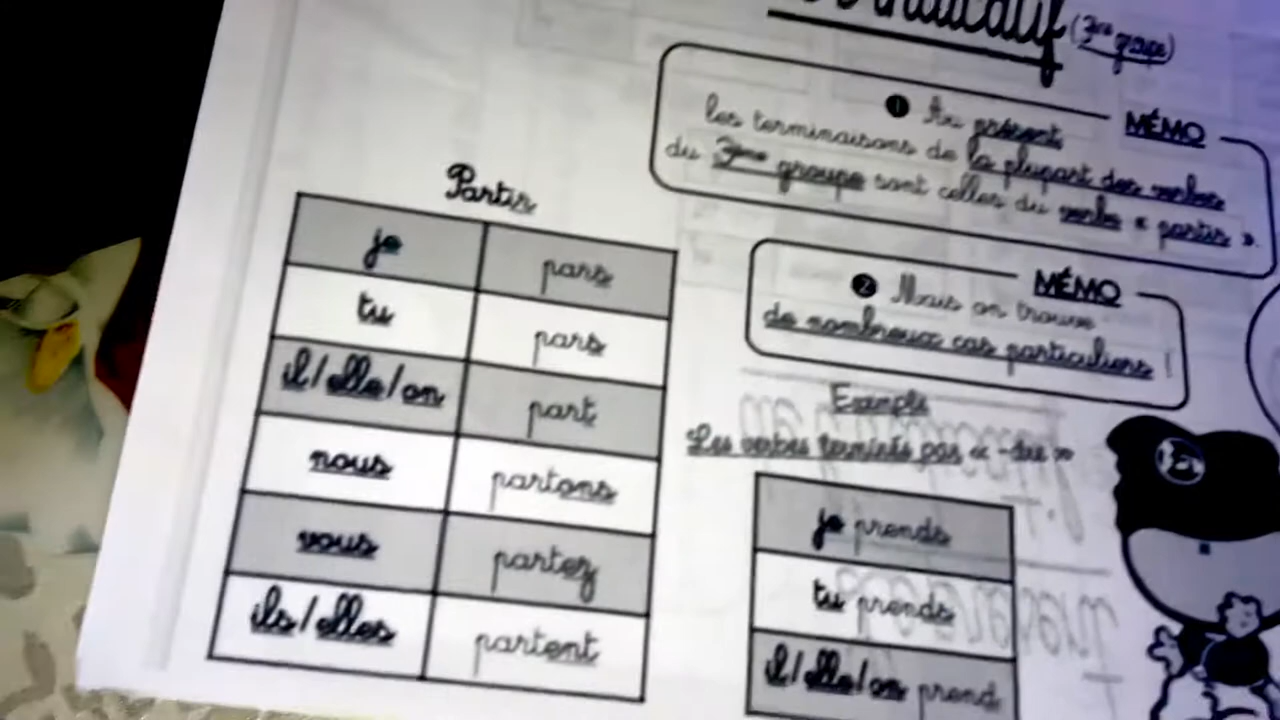 l'indicatif (3ème groupe)
MÉMO
❶ Au présent
les terminaisons de la plupart des verbes
du 3ème groupe sont celles du verbe « partir ».
Partir
je pars
tu pars
il/elle/on part
nous partons
vous partez
ils/elles partent
MÉMO
❷ Mais on trouve
de nombreux cas particuliers !
Exemple
Les verbes terminés par « -dre »
je prends
tu prends
il/elle/on prend